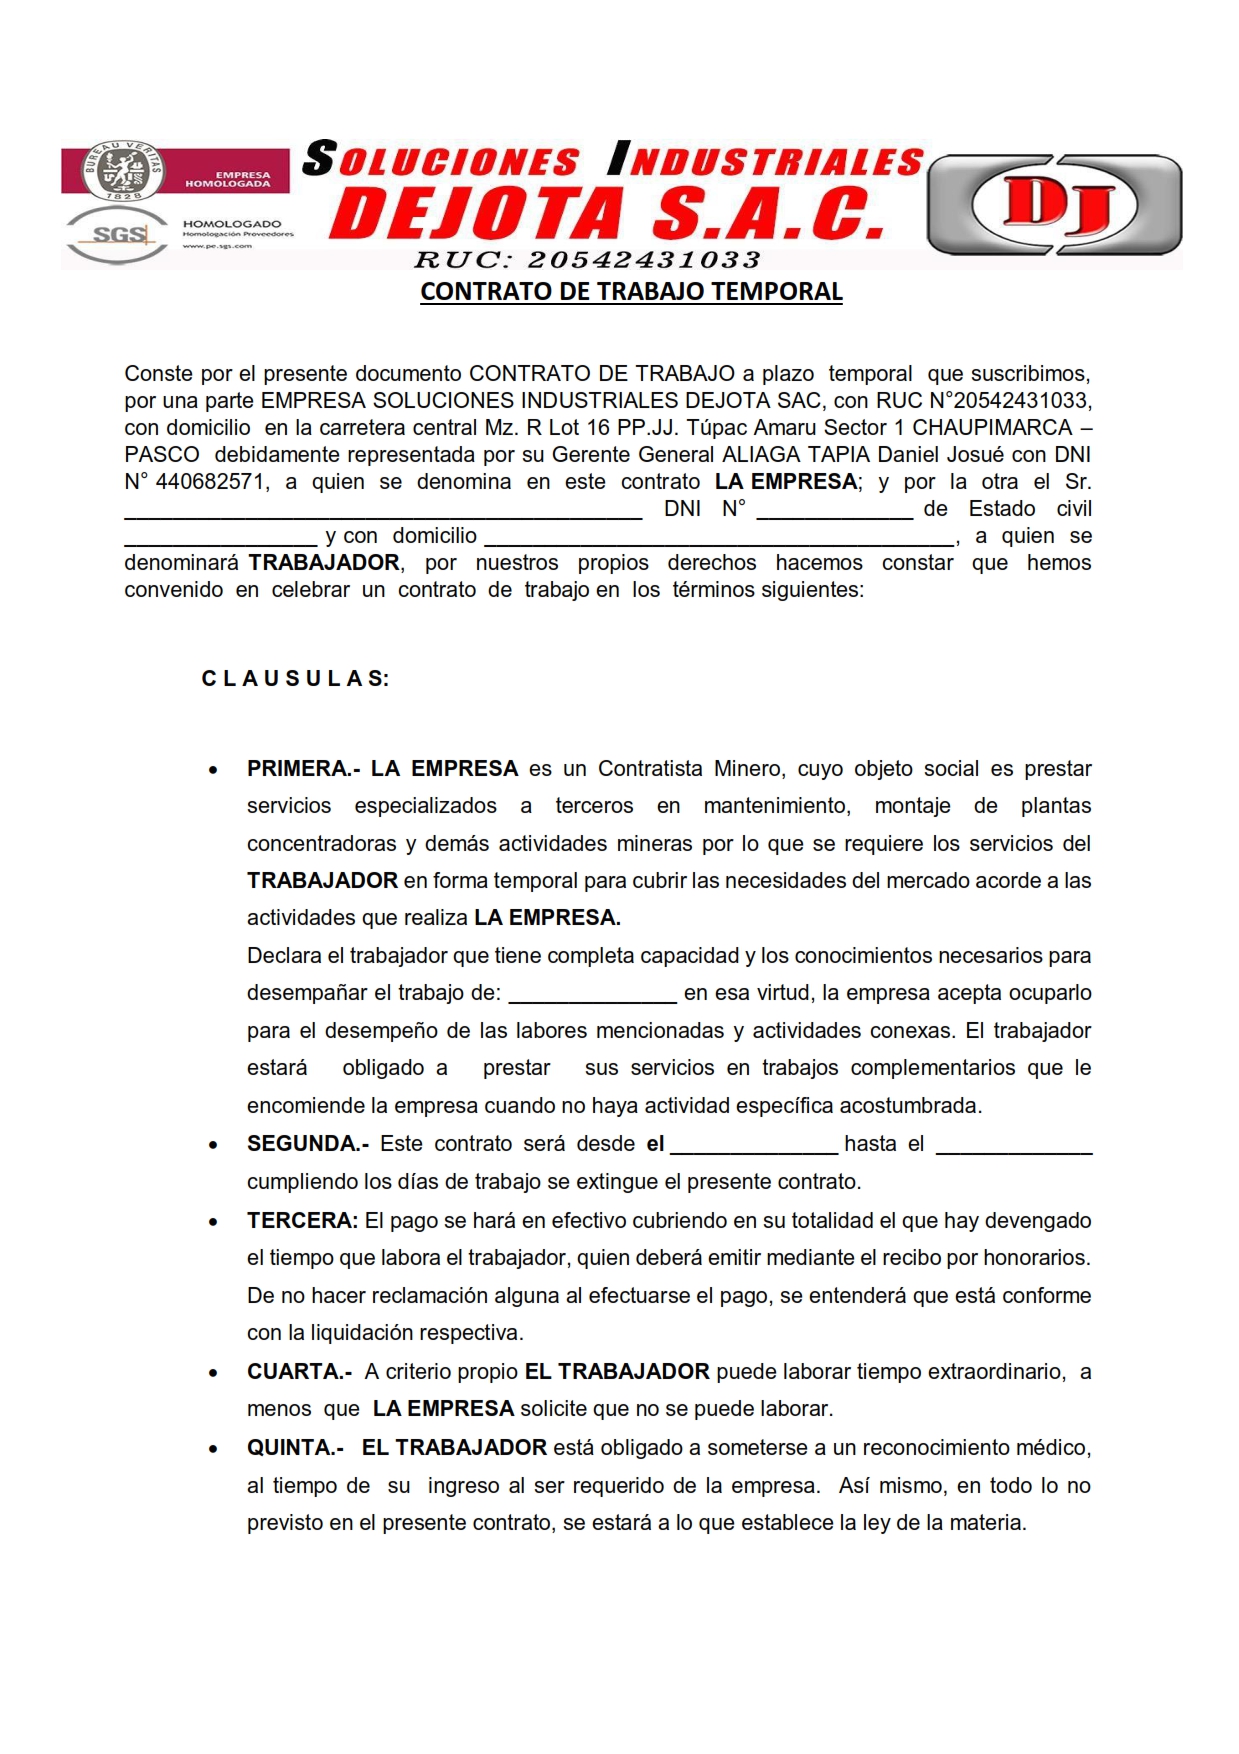 BUREAU VERITAS
1828
EMPRESA
HOMOLOGADA
SGS
HOMOLOGADO
Homologación Proveedores
www.pe.sgs.com
SOLUCIONES INDUSTRIALES
DEJOTA S.A.C.
RUC: 20542431033
DJ
CONTRATO DE TRABAJO TEMPORAL
Conste por el presente documento CONTRATO DE TRABAJO a plazo temporal que suscribimos,
por una parte EMPRESA SOLUCIONES INDUSTRIALES DEJOTA SAC, con RUC N°20542431033,
con domicilio en la carretera central Mz. R Lot 16 PP.JJ. Túpac Amaru Sector 1 CHAUPIMARCA –
PASCO debidamente representada por su Gerente General ALIAGA TAPIA Daniel Josué con DNI
N° 440682571, a quien se denomina en este contrato LA EMPRESA; y por la otra el Sr.
___________________________________________ DNI N° _____________ de Estado civil
________________ y con domicilio _______________________________________, a quien se
denominará TRABAJADOR, por nuestros propios derechos hacemos constar que hemos
convenido en celebrar un contrato de trabajo en los términos siguientes:
C L A U S U L A S:
• PRIMERA.- LA EMPRESA es un Contratista Minero, cuyo objeto social es prestar
servicios especializados a terceros en mantenimiento, montaje de plantas
concentradoras y demás actividades mineras por lo que se requiere los servicios del
TRABAJADOR en forma temporal para cubrir las necesidades del mercado acorde a las
actividades que realiza LA EMPRESA.
Declara el trabajador que tiene completa capacidad y los conocimientos necesarios para
desempañar el trabajo de: ______________ en esa virtud, la empresa acepta ocuparlo
para el desempeño de las labores mencionadas y actividades conexas. El trabajador
estará obligado a prestar sus servicios en trabajos complementarios que le
encomiende la empresa cuando no haya actividad específica acostumbrada.
• SEGUNDA.- Este contrato será desde el ______________ hasta el _____________
cumpliendo los días de trabajo se extingue el presente contrato.
• TERCERA: El pago se hará en efectivo cubriendo en su totalidad el que hay devengado
el tiempo que labora el trabajador, quien deberá emitir mediante el recibo por honorarios.
De no hacer reclamación alguna al efectuarse el pago, se entenderá que está conforme
con la liquidación respectiva.
• CUARTA.- A criterio propio EL TRABAJADOR puede laborar tiempo extraordinario, a
menos que LA EMPRESA solicite que no se puede laborar.
• QUINTA.- EL TRABAJADOR está obligado a someterse a un reconocimiento médico,
al tiempo de su ingreso al ser requerido de la empresa. Así mismo, en todo lo no
previsto en el presente contrato, se estará a lo que establece la ley de la materia.